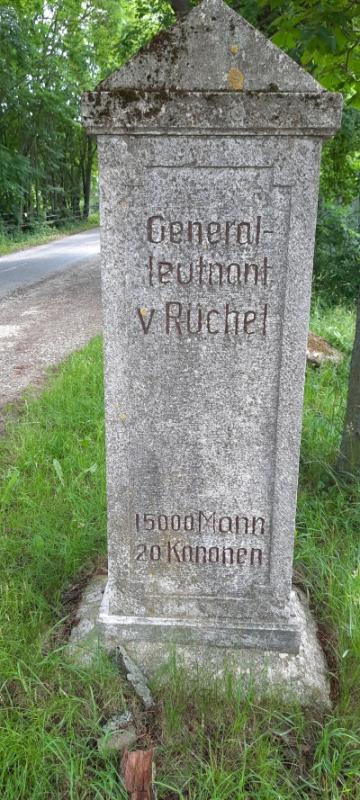 General-
leutnant
v Rüchel
15000 Mann
20 Kanonen